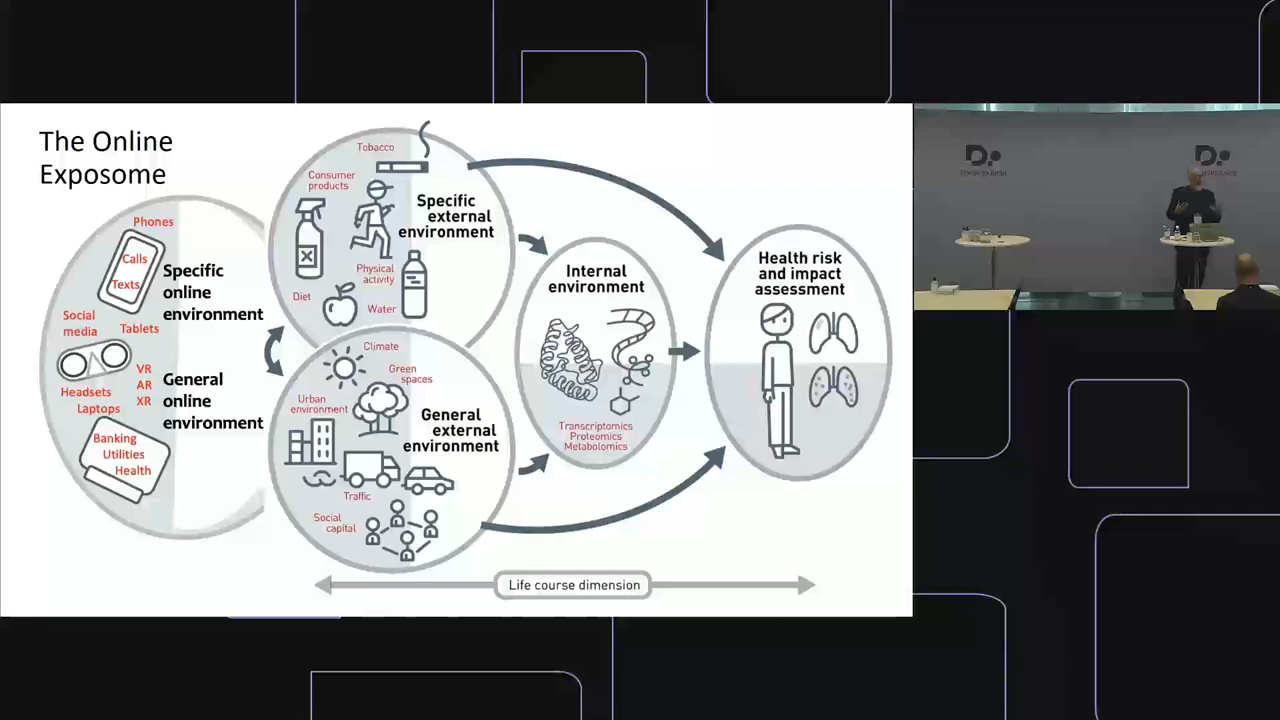 The Online
Exposome
Phones
Calls
Texts
Social
media
Tablets
VR
AR
XR
Headsets
Laptops
Banking
Utilities
Health
Specific
online
environment
General
online
environment
Tobacco
Consumer
products
Specific
external
environment
Physical
activity
Diet
Water
Climate
Green
spaces
Urban
environment
General
external
environment
Traffic
Social
capital
Internal
environment
Transcriptomics
Proteomics
Metabolomics
Health risk
and impact
assessment
Life course dimension
D.
D.